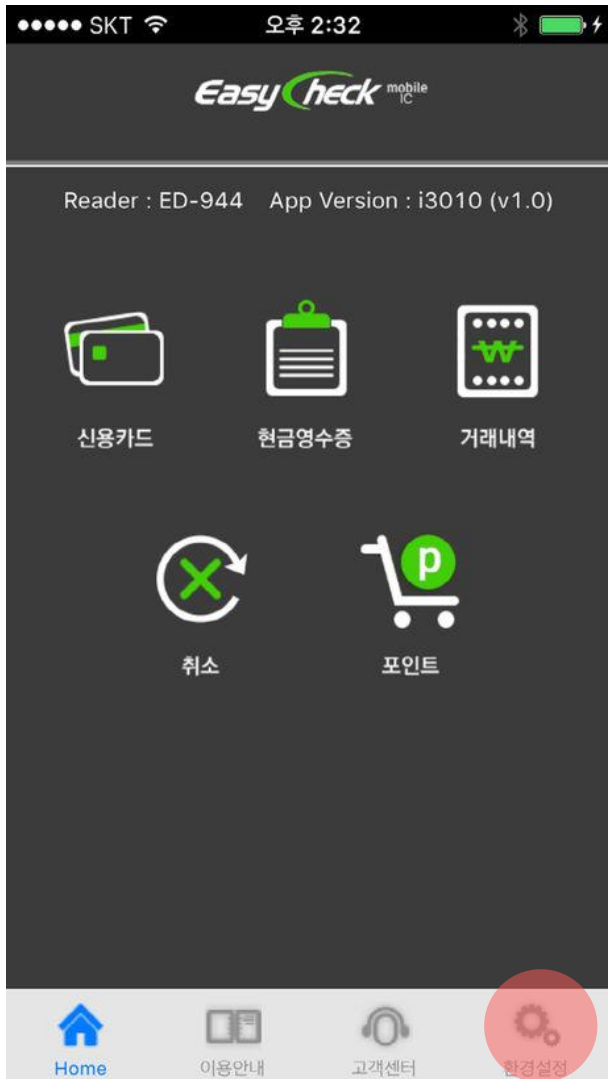 SKT 오후 2:32
EasyCheck mobile IC
Reader : ED-944 App Version : i3010 (v1.0)
신용카드 현금영수증 거래내역
p
취소 포인트
Home 이용안내 고객센터 환경설정